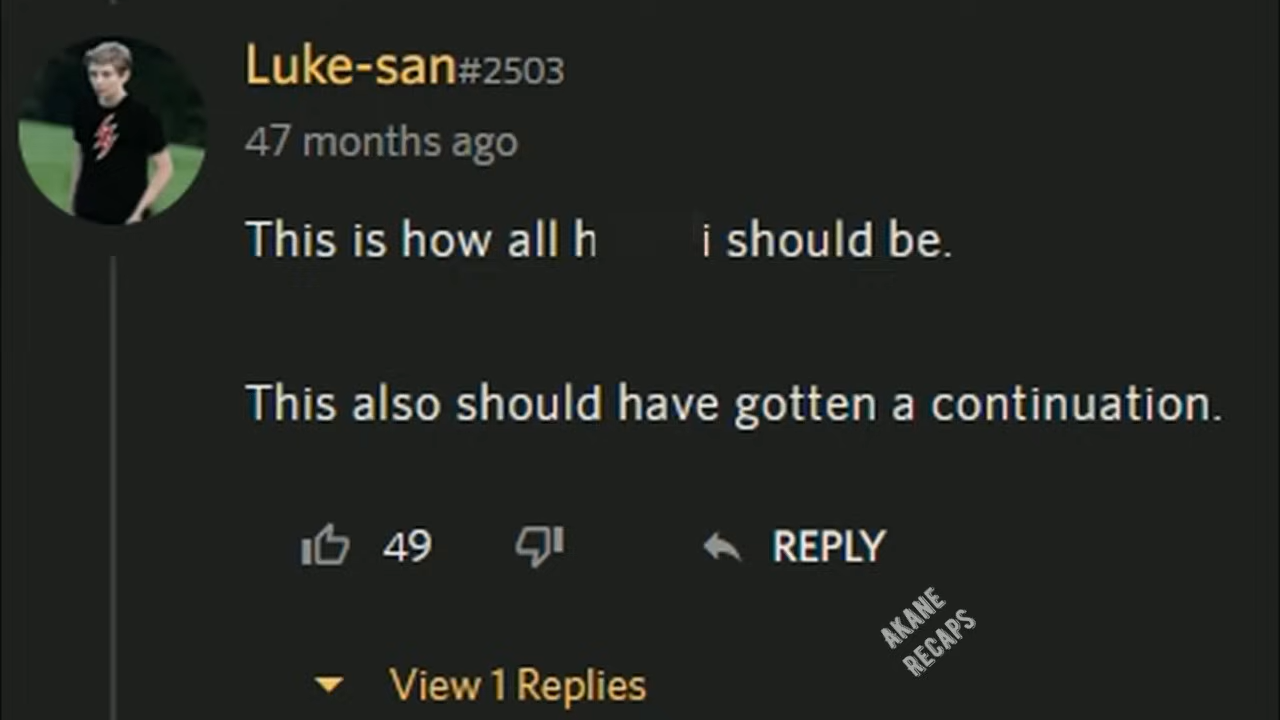 Luke-san#2503
47 months ago
This is how all h i should be.
This also should have gotten a continuation.
49 REPLY
AKANE
RECAPS
View 1 Replies